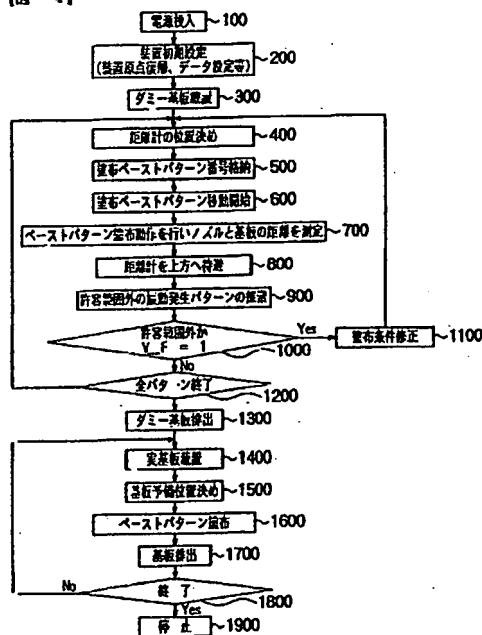 電源投入 100
装置初期設定
(装置原点復帰、データ設定等) 200
ダミー基板載置 300
距離計の位置決め 400
塗布ペーストパターン番号格納 500
塗布ペーストパターン移動開始 600
ペーストパターン塗布動作を行いノズルと基板の距離を測定 700
距離計を上方へ待避 800
許容範囲外の振動発生パターンの探索 900
許容範囲外か
V_F = 1 1000
Yes
塗布条件修正 1100
No
全パターン終了 1200
ダミー基板排出 1300
実基板載置 1400
基板予備位置決め 1500
ペーストパターン塗布 1600
基板排出 1700
終了 1800
No
Yes
停止 1900